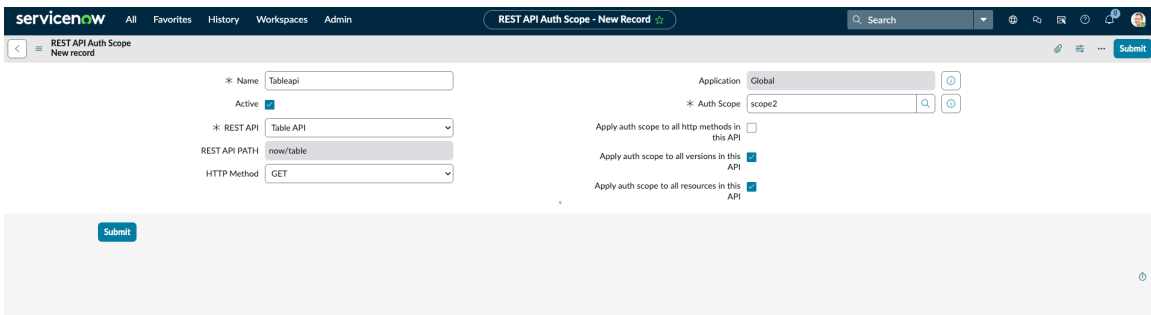 servicenow All Favorites History Workspaces Admin REST API Auth Scope - New Record Search 8
REST API Auth Scope
New record
Submit
Name Tableapi
Application Global
Active
Auth Scope scope2
REST API Table API
Apply auth scope to all http methods in
this API
REST API PATH now/table
Apply auth scope to all versions in this
API
HTTP Method GET
Apply auth scope to all resources in this
API
Submit